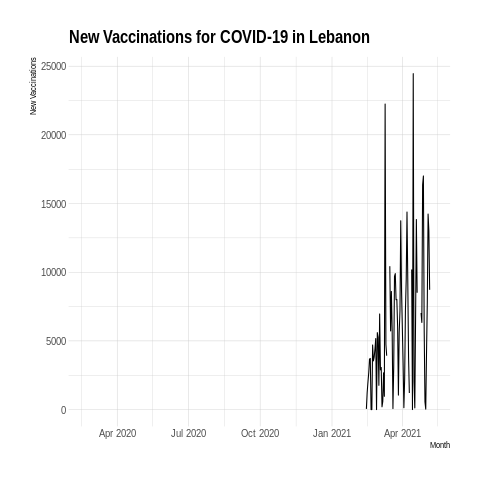 New Vaccinations for COVID-19 in Lebanon
New Vaccinations
25000
20000
15000
10000
5000
0
Apr 2020
Jul 2020
Oct 2020
Jan 2021
Apr 2021
Month